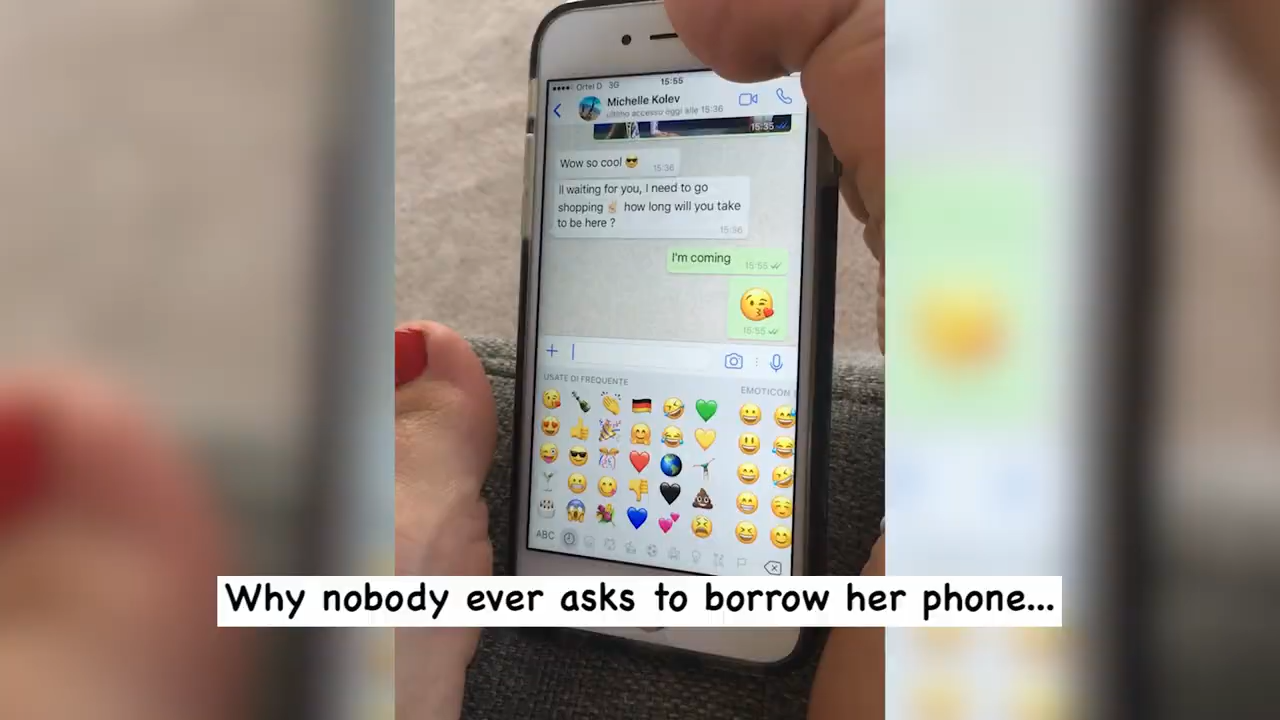 Ortel D 3G 15:55
Michelle Kolev
ultimo accesso oggi alle 15:36
15:35
Wow so cool 😎
15:36
Il waiting for you, I need to go
shopping ✌🏼 how long will you take
to be here ?
15:36
I'm coming
15:55
😘
15:55
USATE DI FREQUENTE
EMOTICON
ABC
Why nobody ever asks to borrow her phone...